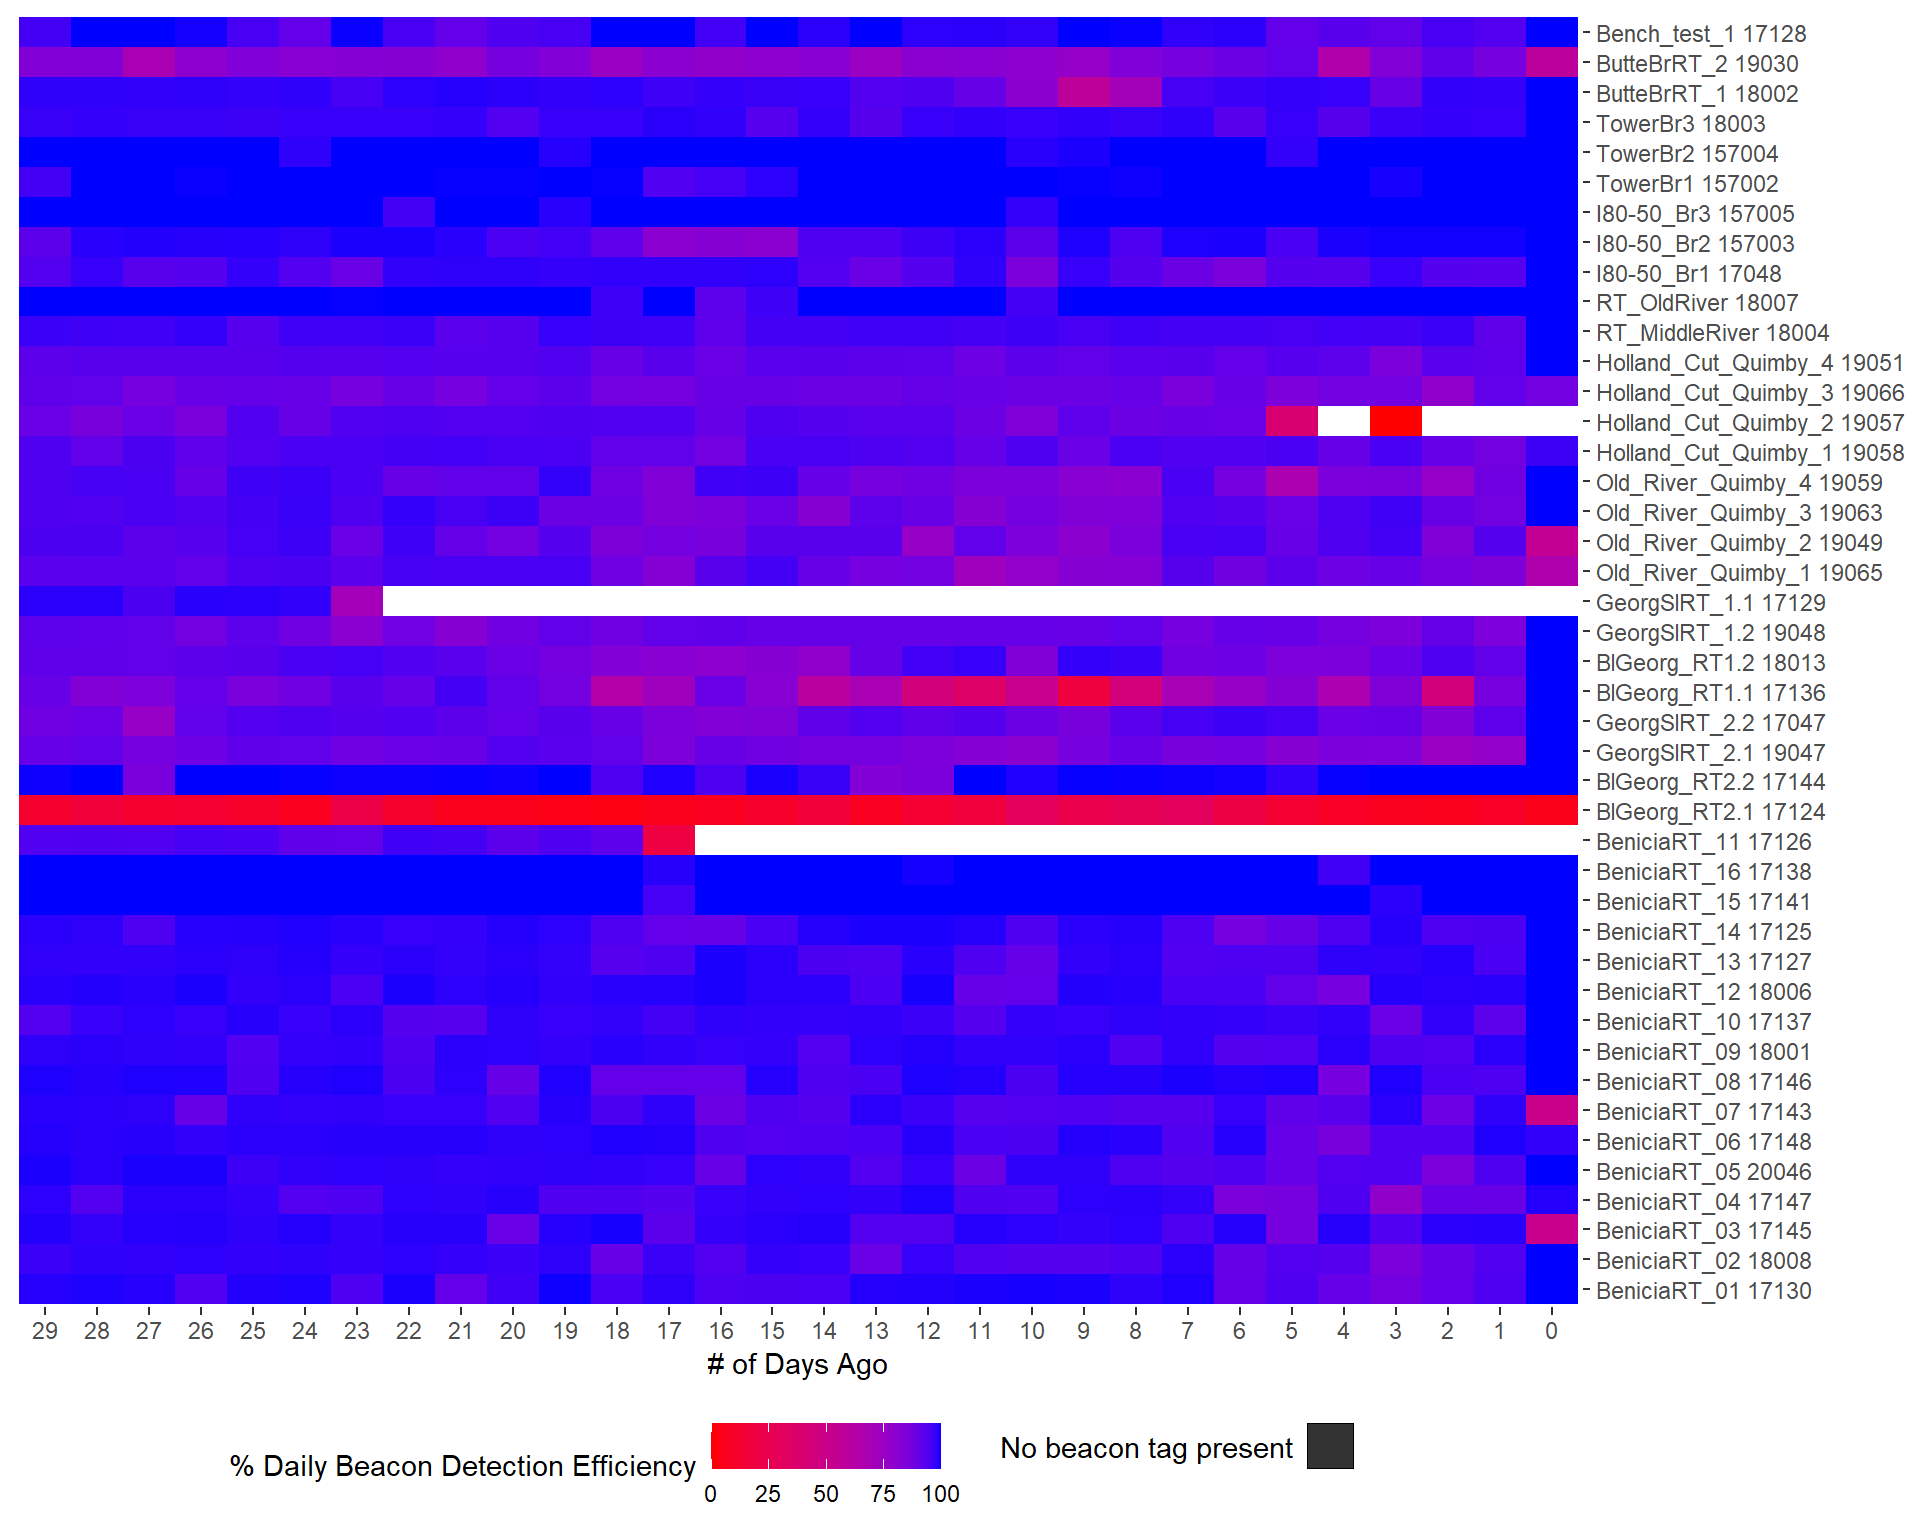 Bench_test_1 17128
ButteBrRT_2 19030
ButteBrRT_1 18002
TowerBr3 18003
TowerBr2 157004
TowerBr1 157002
I80-50_Br3 157005
I80-50_Br2 157003
I80-50_Br1 17048
RT_OldRiver 18007
RT_MiddleRiver 18004
Holland_Cut_Quimby_4 19051
Holland_Cut_Quimby_3 19066
Holland_Cut_Quimby_2 19057
Holland_Cut_Quimby_1 19058
Old_River_Quimby_4 19059
Old_River_Quimby_3 19063
Old_River_Quimby_2 19049
Old_River_Quimby_1 19065
GeorgSlRT_1.1 17129
GeorgSlRT_1.2 19048
BlGeorg_RT1.2 18013
BlGeorg_RT1.1 17136
GeorgSlRT_2.2 17047
GeorgSlRT_2.1 19047
BlGeorg_RT2.2 17144
BlGeorg_RT2.1 17124
BeniciaRT_11 17126
BeniciaRT_16 17138
BeniciaRT_15 17141
BeniciaRT_14 17125
BeniciaRT_13 17127
BeniciaRT_12 18006
BeniciaRT_10 17137
BeniciaRT_09 18001
BeniciaRT_08 17146
BeniciaRT_07 17143
BeniciaRT_06 17148
BeniciaRT_05 20046
BeniciaRT_04 17147
BeniciaRT_03 17145
BeniciaRT_02 18008
BeniciaRT_01 17130
29 28 27 26 25 24 23 22 21 20 19 18 17 16 15 14 13 12 11 10 9 8 7 6 5 4 3 2 1 0
# of Days Ago
% Daily Beacon Detection Efficiency
0 25 50 75 100
No beacon tag present